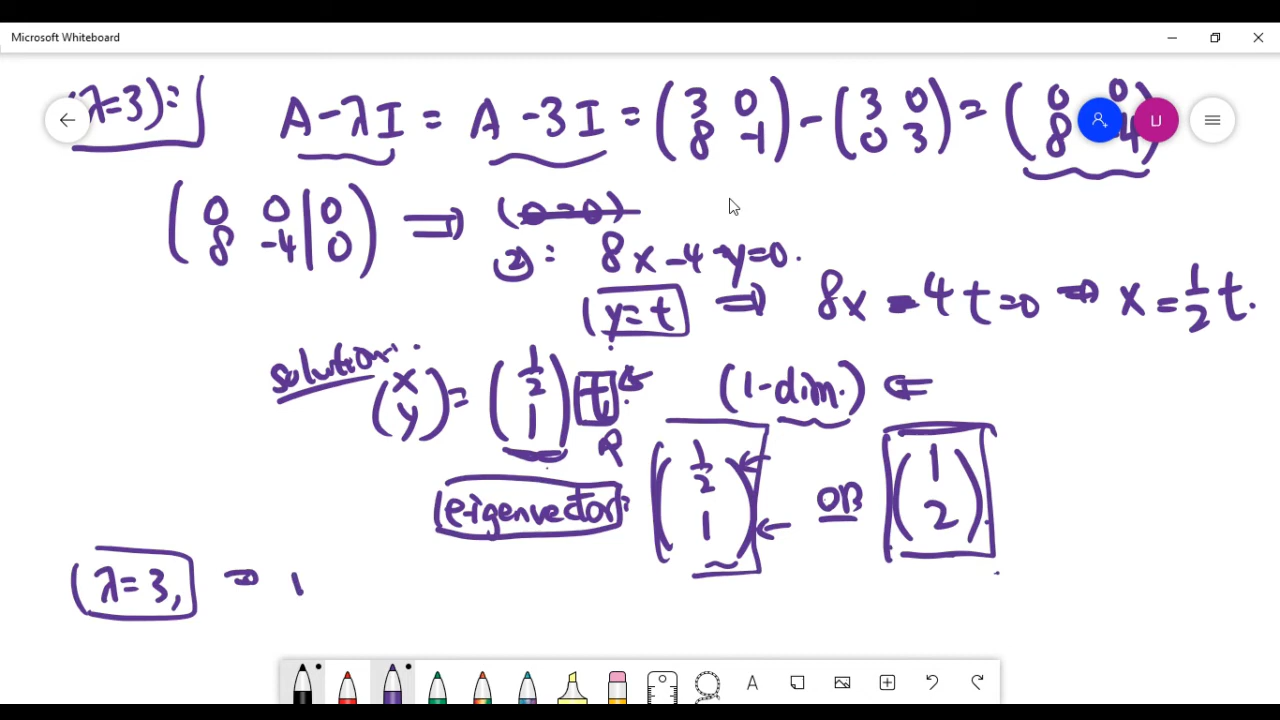 Microsoft Whiteboard
(λ=3): A - λI = A - 3I = (3 0; 8 -1) - (3 0; 0 3) = (0 0; 8 -4)
(0 0 | 0; 8 -4 | 0) ⇒ (0=0)
②: 8x - 4y = 0.
y = t ⇒ 8x - 4t = 0 ⇒ x = 1/2 t.
solution: (x; y) = (1/2; 1) t ← (1-dim.) ⇐
eigenvector: (1/2; 1) OR (1; 2)
(λ = 3, ⇒ 1
U
A